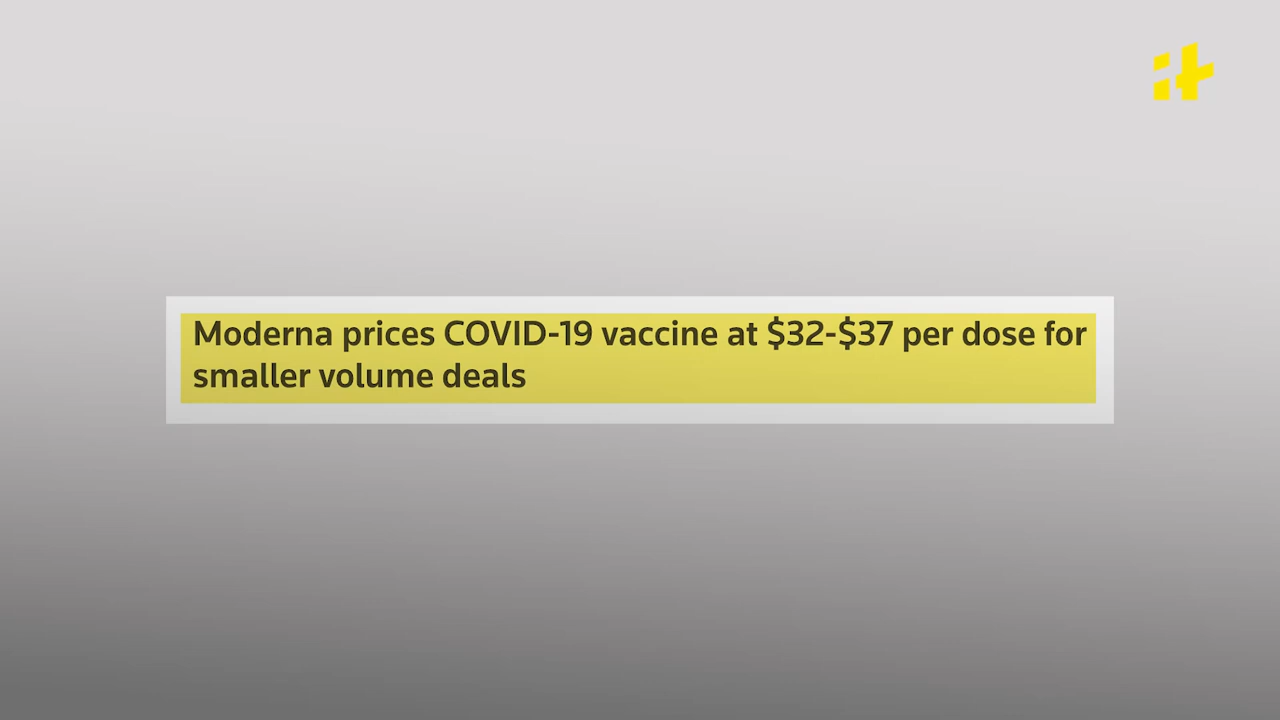 Moderna prices COVID-19 vaccine at $32-$37 per dose for
smaller volume deals